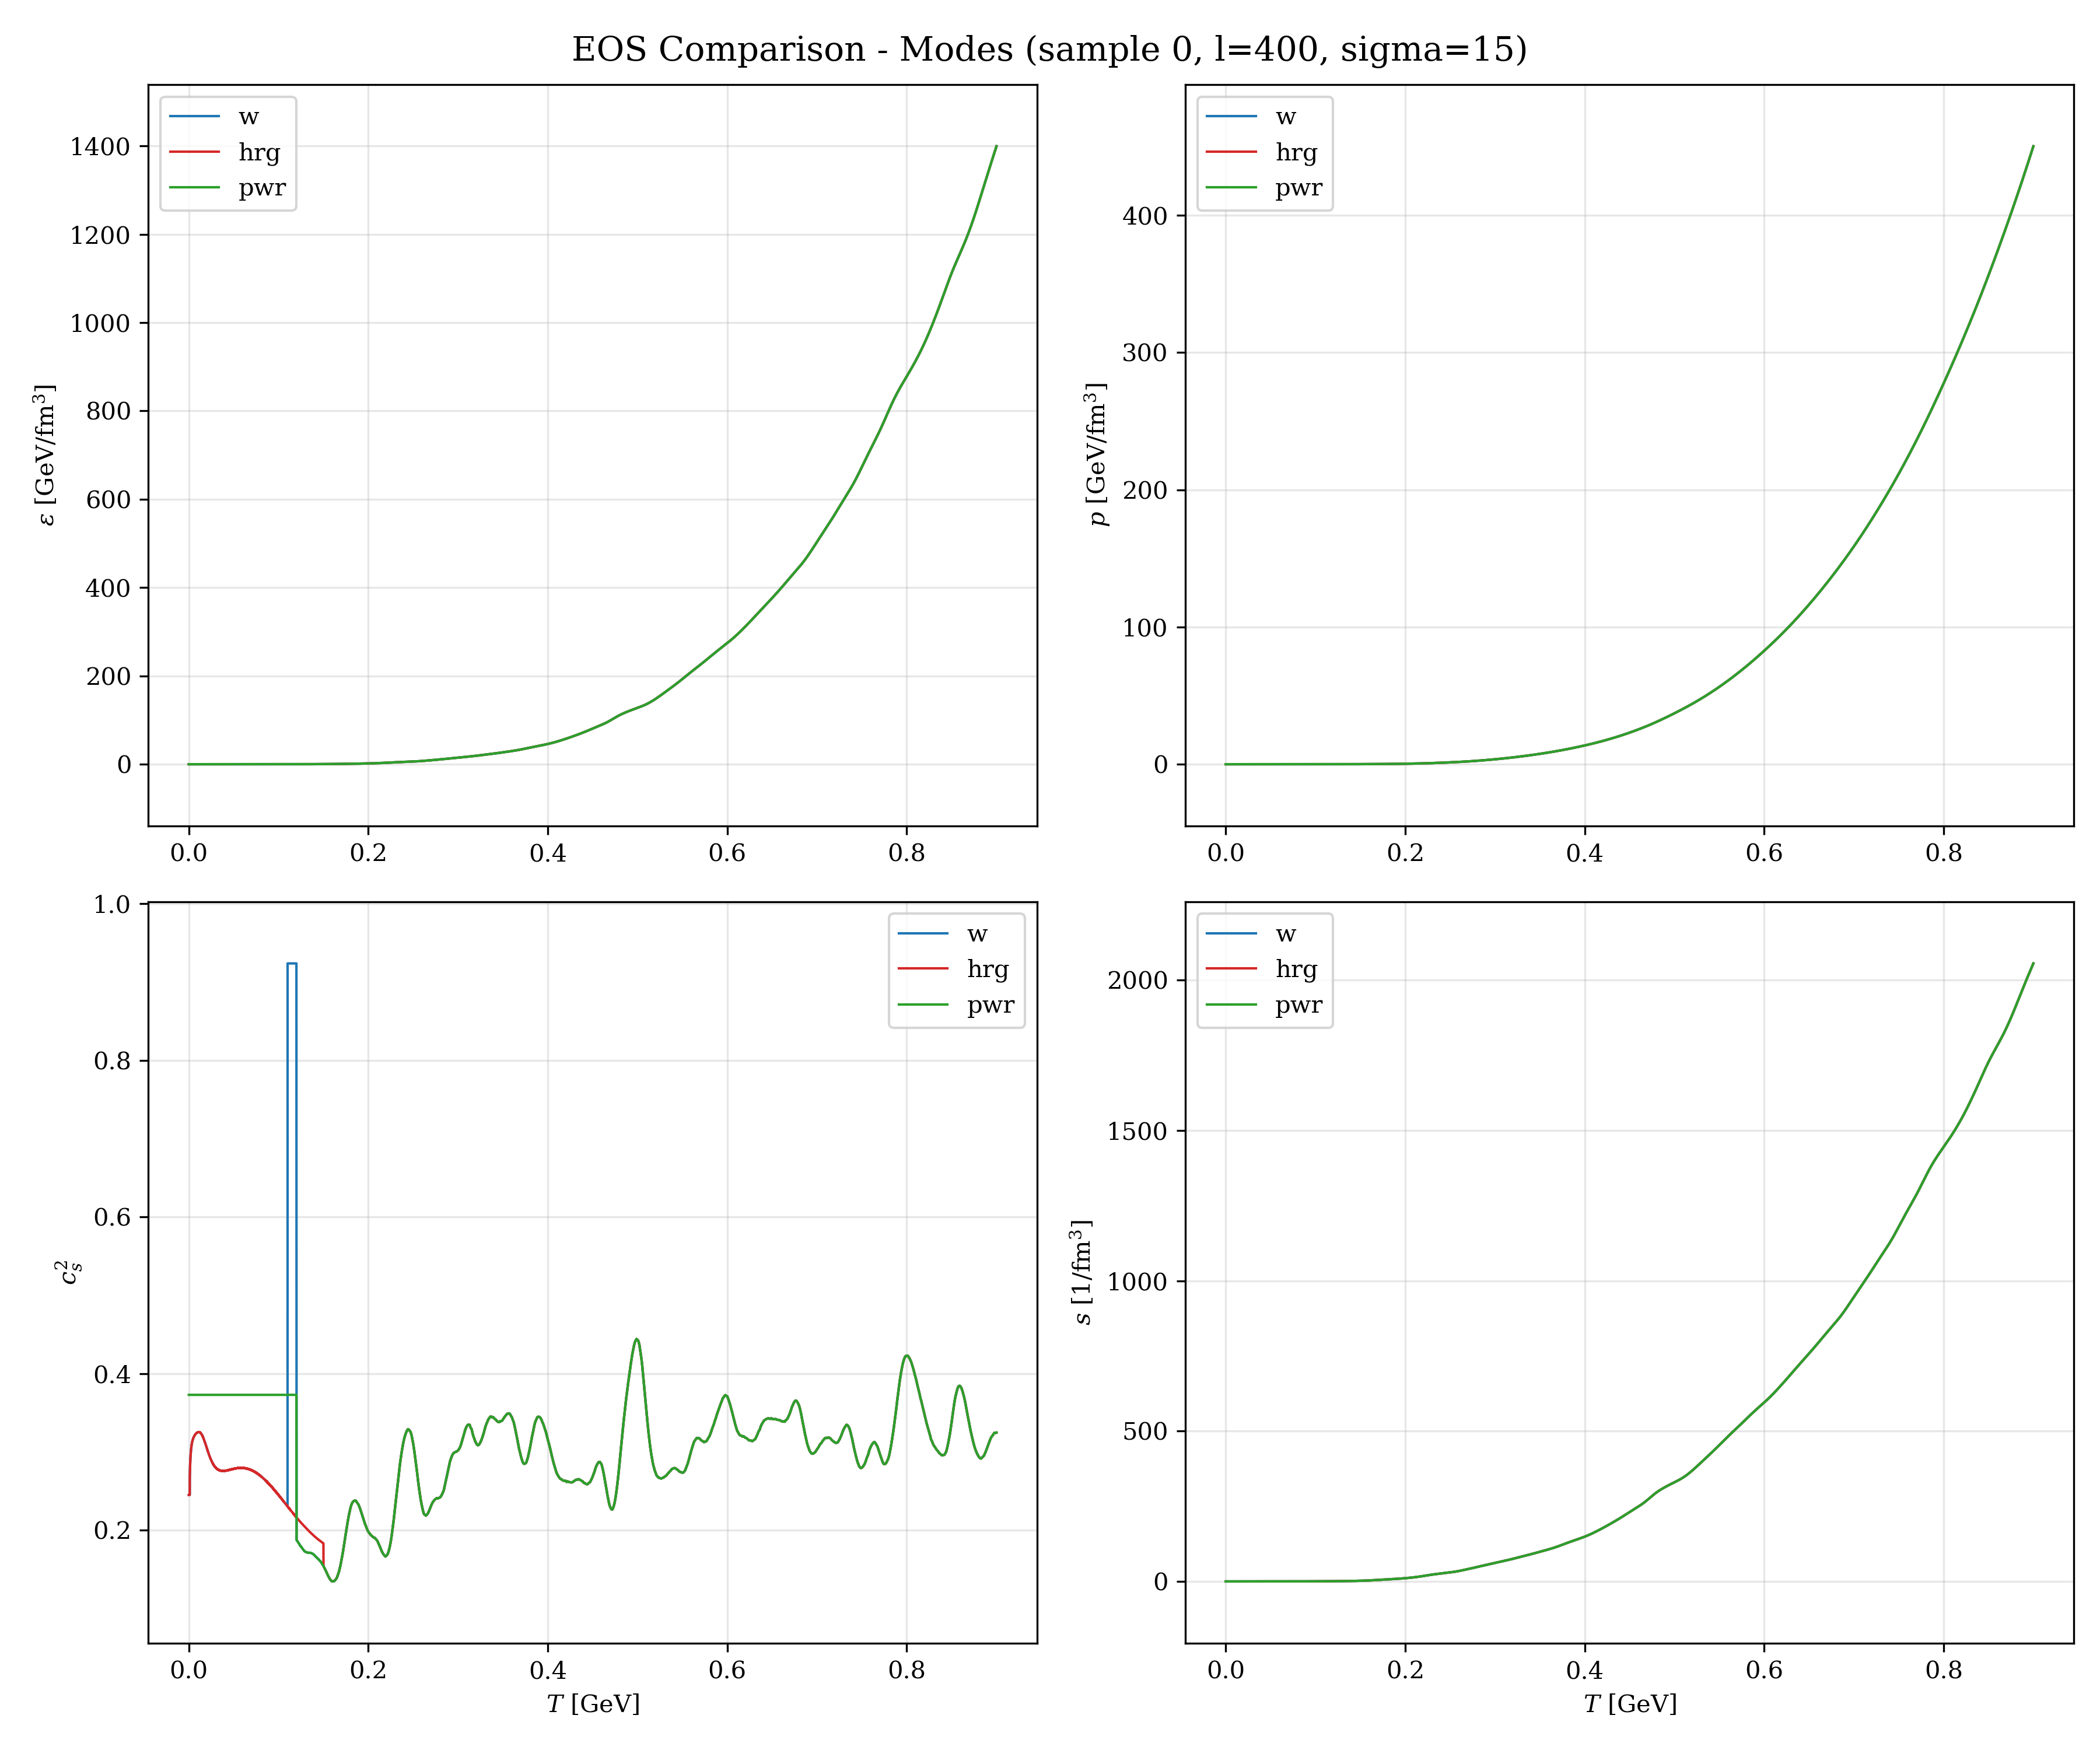 EOS Comparison - Modes (sample 0, l=400, sigma=15)
w
hrg
pwr
1400
1200
1000
800
600
400
200
0
ε [GeV/fm³]
0.0 0.2 0.4 0.6 0.8
w
hrg
pwr
400
300
200
100
0
p [GeV/fm³]
0.0 0.2 0.4 0.6 0.8
w
hrg
pwr
1.0
0.8
0.6
0.4
0.2
c_s^2
0.0 0.2 0.4 0.6 0.8
T [GeV]
w
hrg
pwr
2000
1500
1000
500
0
s [1/fm³]
0.0 0.2 0.4 0.6 0.8
T [GeV]